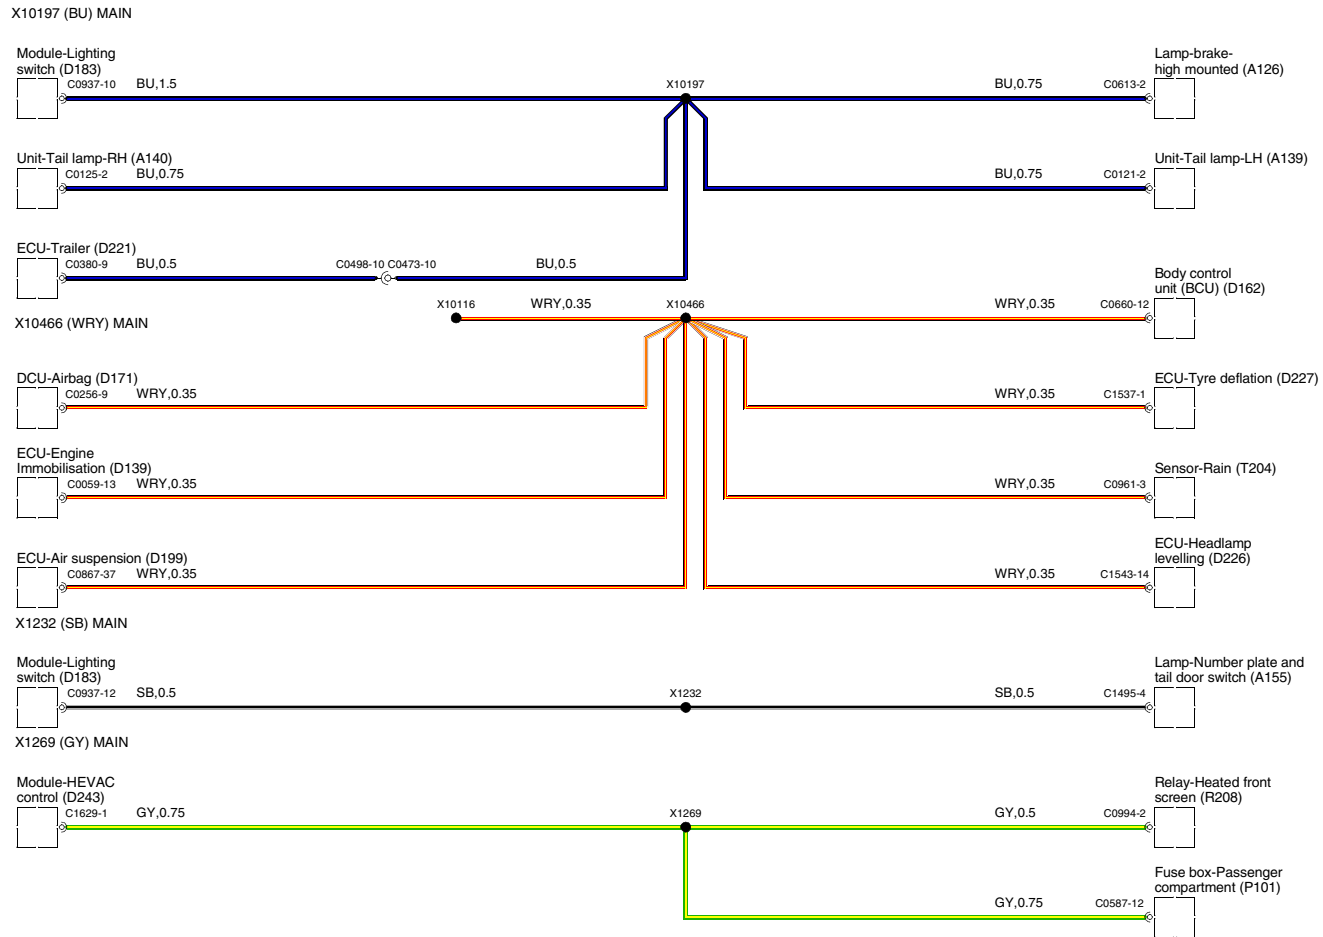 X10197 (BU) MAIN
Module-Lighting
switch (D183)
C0937-10
BU,1.5
X10197
BU,0.75
C0613-2
Lamp-brake-
high mounted (A126)
Unit-Tail lamp-RH (A140)
C0125-2
BU,0.75
BU,0.75
C0121-2
Unit-Tail lamp-LH (A139)
ECU-Trailer (D221)
C0380-9
BU,0.5
C0498-10 C0473-10
BU,0.5
X10466 (WRY) MAIN
X10116
WRY,0.35
X10466
WRY,0.35
C0660-12
Body control
unit (BCU) (D162)
DCU-Airbag (D171)
C0256-9
WRY,0.35
WRY,0.35
C1537-1
ECU-Tyre deflation (D227)
ECU-Engine
Immobilisation (D139)
C0059-13
WRY,0.35
WRY,0.35
C0961-3
Sensor-Rain (T204)
ECU-Air suspension (D199)
C0867-37
WRY,0.35
WRY,0.35
C1543-14
ECU-Headlamp
levelling (D226)
X1232 (SB) MAIN
Module-Lighting
switch (D183)
C0937-12
SB,0.5
X1232
SB,0.5
C1495-4
Lamp-Number plate and
tail door switch (A155)
X1269 (GY) MAIN
Module-HEVAC
control (D243)
C1629-1
GY,0.75
X1269
GY,0.5
C0994-2
Relay-Heated front
screen (R208)
GY,0.75
C0587-12
Fuse box-Passenger
compartment (P101)